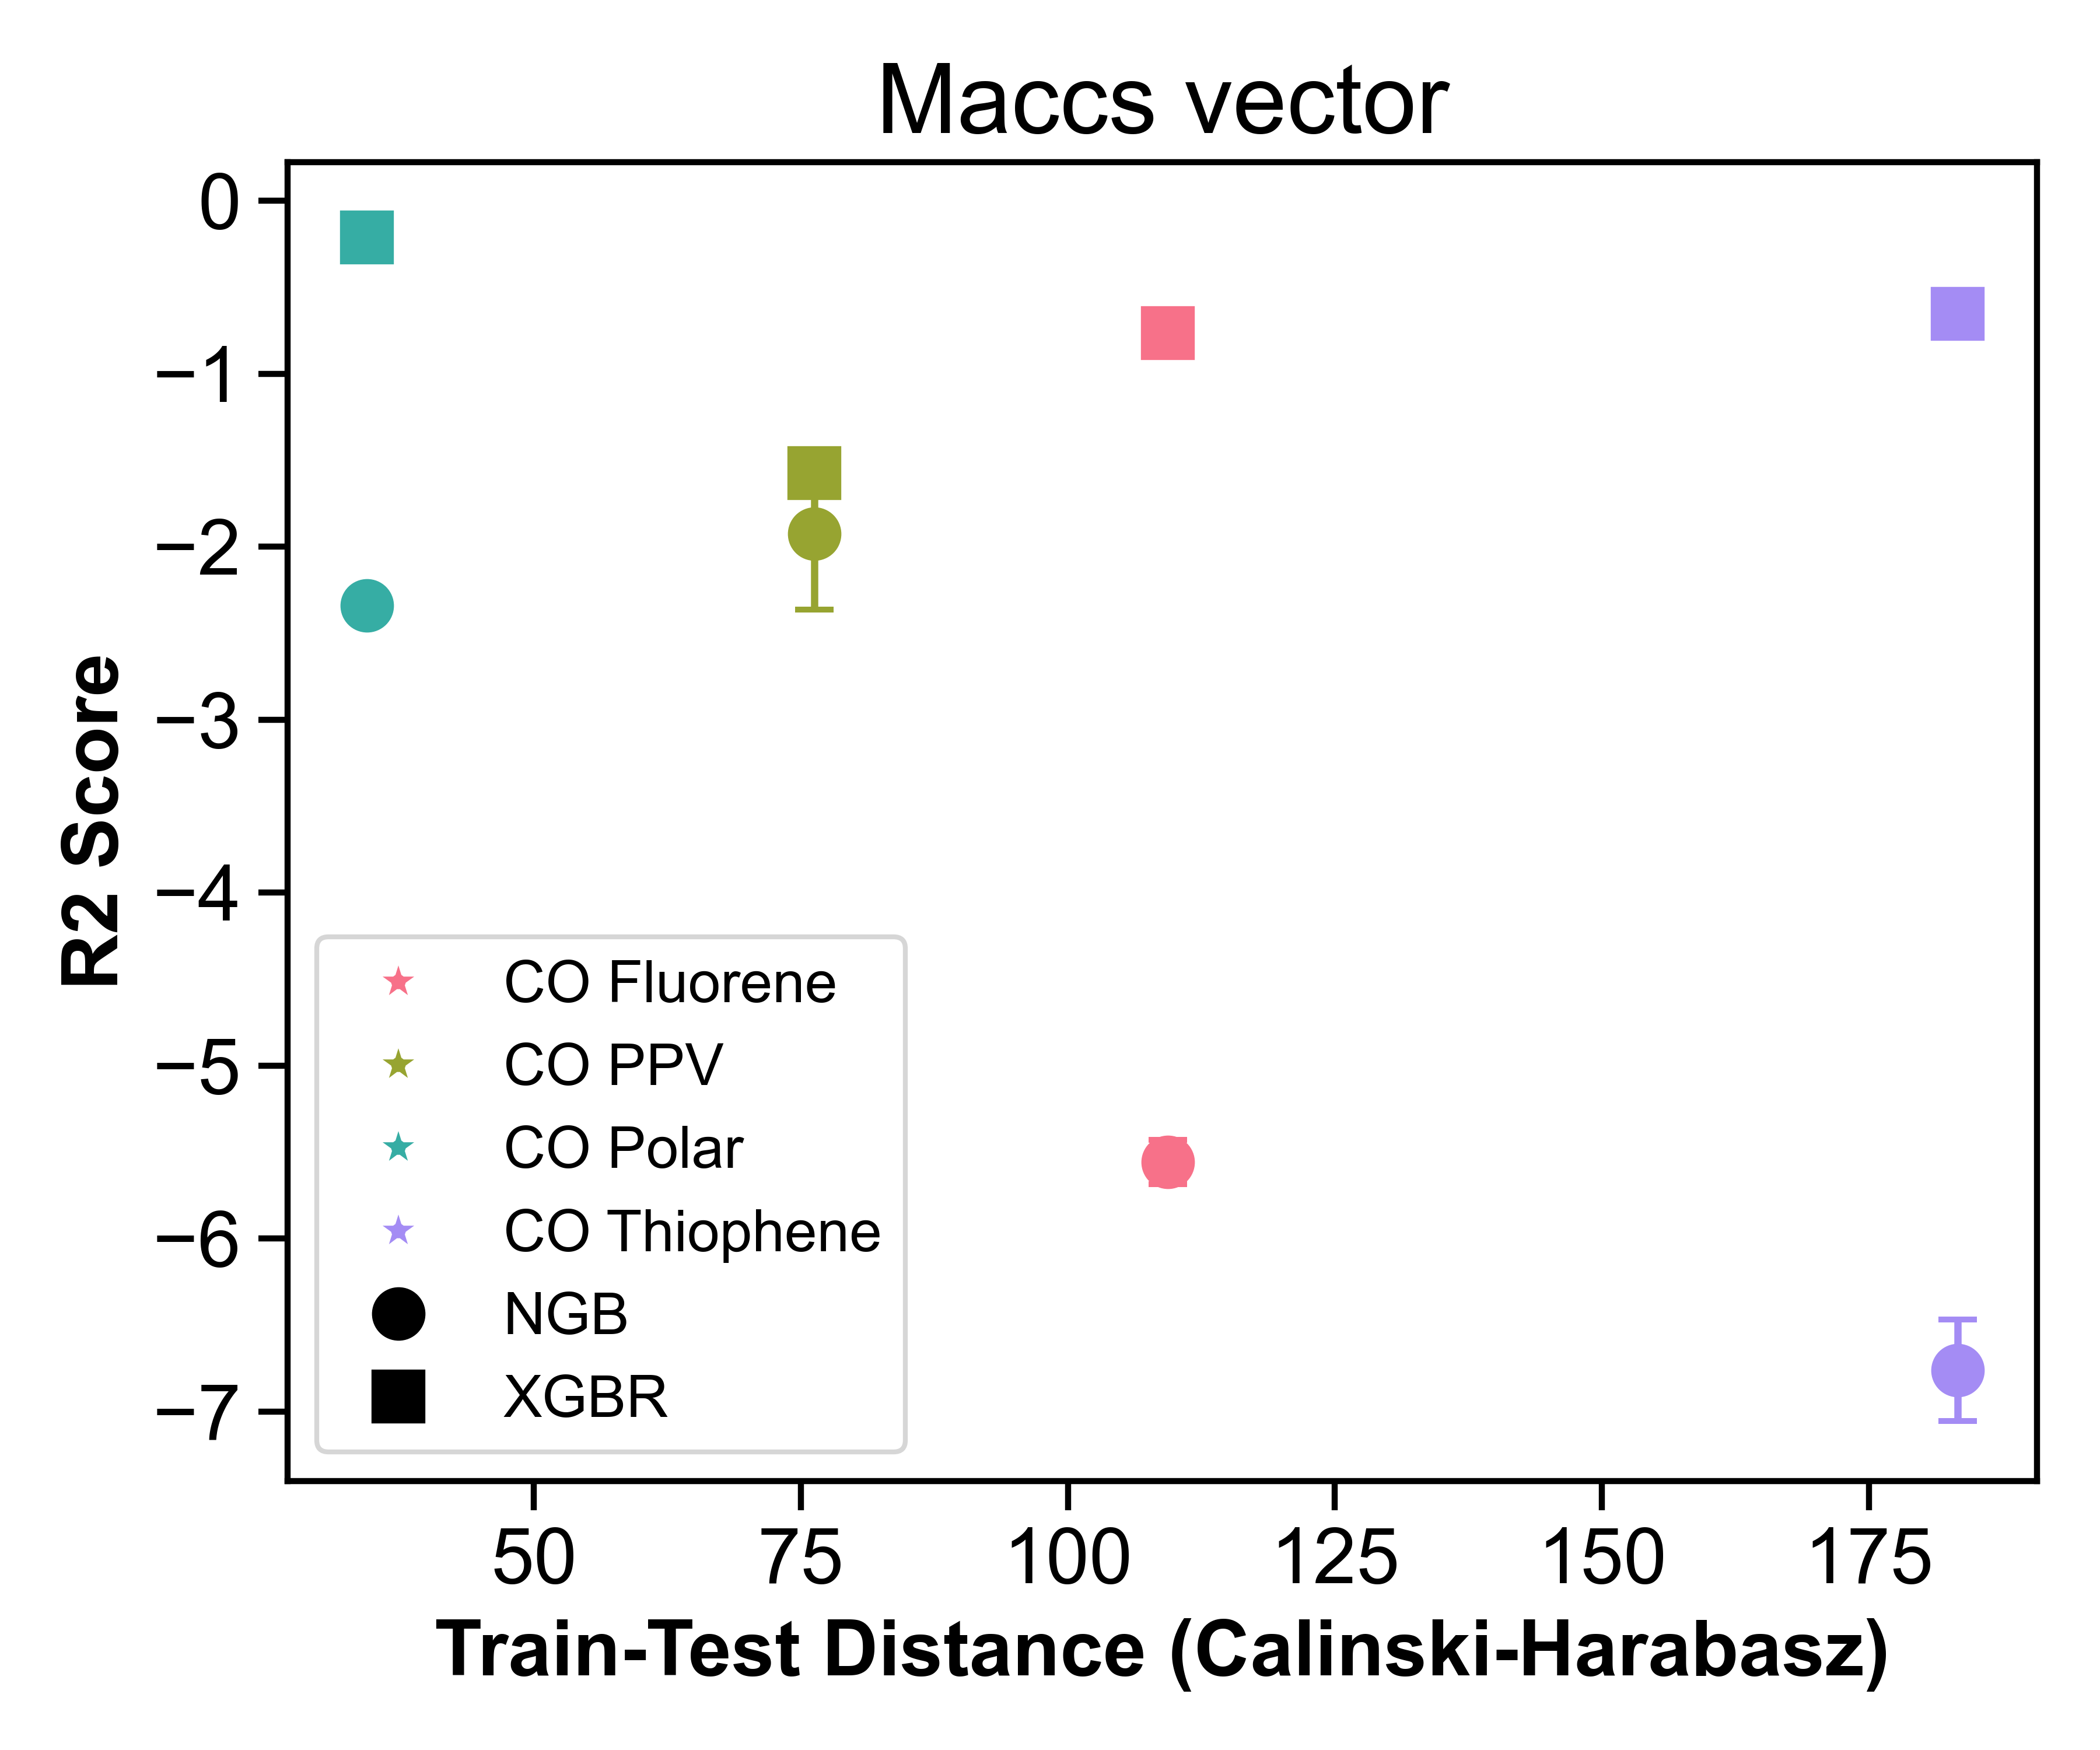 Maccs vector
0
−1
−2
−3
−4
−5
−6
−7
R2 Score
CO Fluorene
CO PPV
CO Polar
CO Thiophene
NGB
XGBR
50 75 100 125 150 175
Train-Test Distance (Calinski-Harabasz)